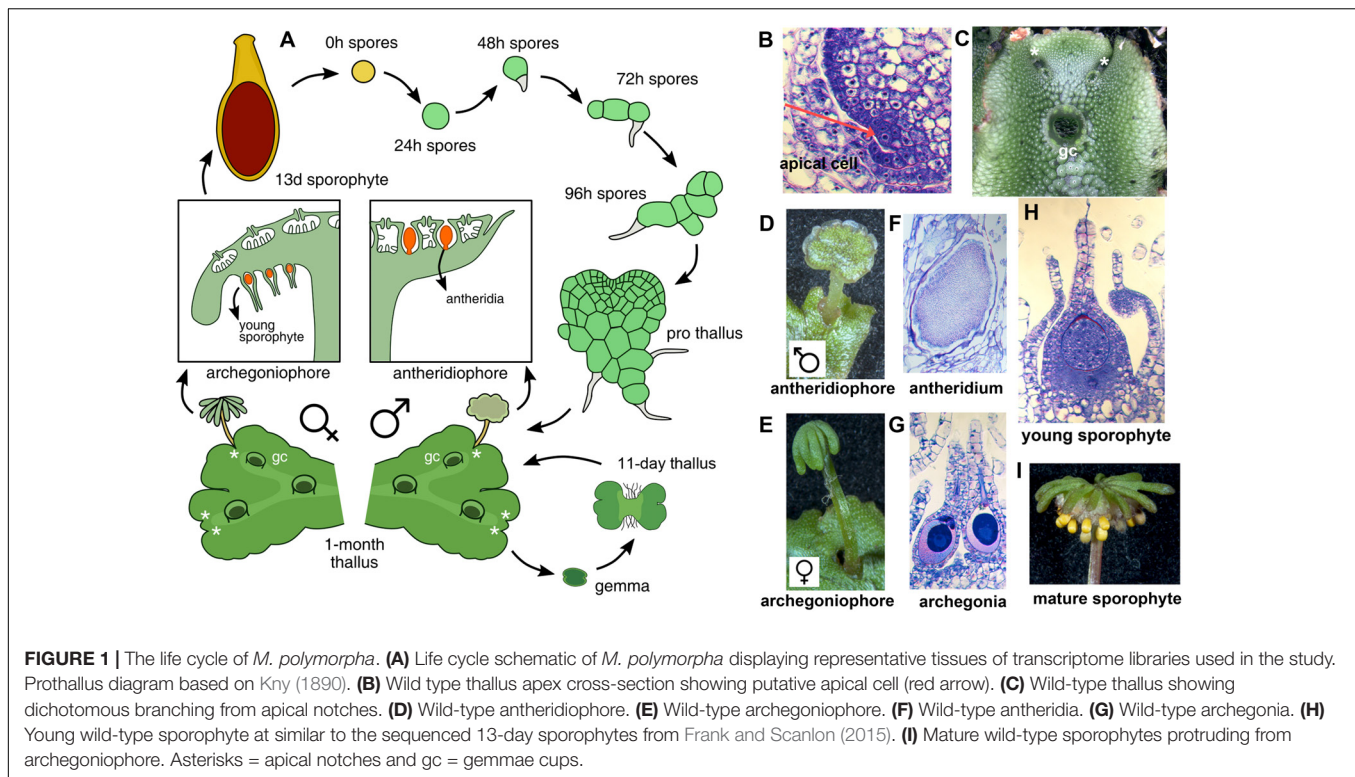 A
0h spores
48h spores
72h spores
24h spores
13d sporophyte
96h spores
young
sporophyte
archegoniophore
antheridia
antheridiophore
pro thallus
gc
gc
*
*
*
*
*
*
1-month
thallus
11-day thallus
gemma
B
apical cell
C
*
*
gc
D
antheridiophore
F
antheridium
H
young sporophyte
E
archegoniophore
G
archegonia
I
mature sporophyte
FIGURE 1 | The life cycle of M. polymorpha. (A) Life cycle schematic of M. polymorpha displaying representative tissues of transcriptome libraries used in the study.
Prothallus diagram based on Kny (1890). (B) Wild type thallus apex cross-section showing putative apical cell (red arrow). (C) Wild-type thallus showing
dichotomous branching from apical notches. (D) Wild-type antheridiophore. (E) Wild-type archegoniophore. (F) Wild-type antheridia. (G) Wild-type archegonia. (H)
Young wild-type sporophyte at similar to the sequenced 13-day sporophytes from Frank and Scanlon (2015). (I) Mature wild-type sporophytes protruding from
archegoniophore. Asterisks = apical notches and gc = gemmae cups.